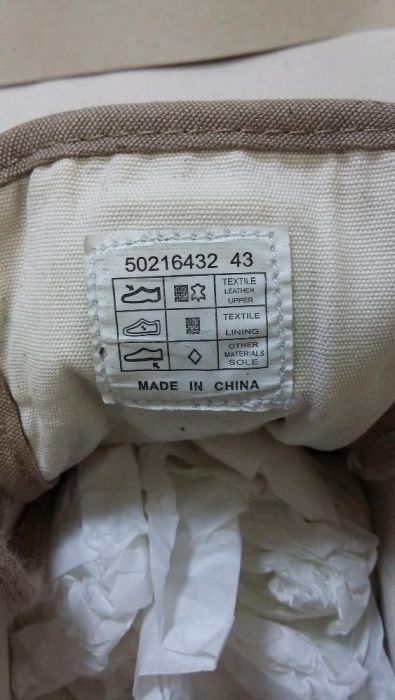 50216432 43
TEXTILE
LEATHER
UPPER
TEXTILE
LINING
OTHER
MATERIALS
SOLE
MADE IN CHINA